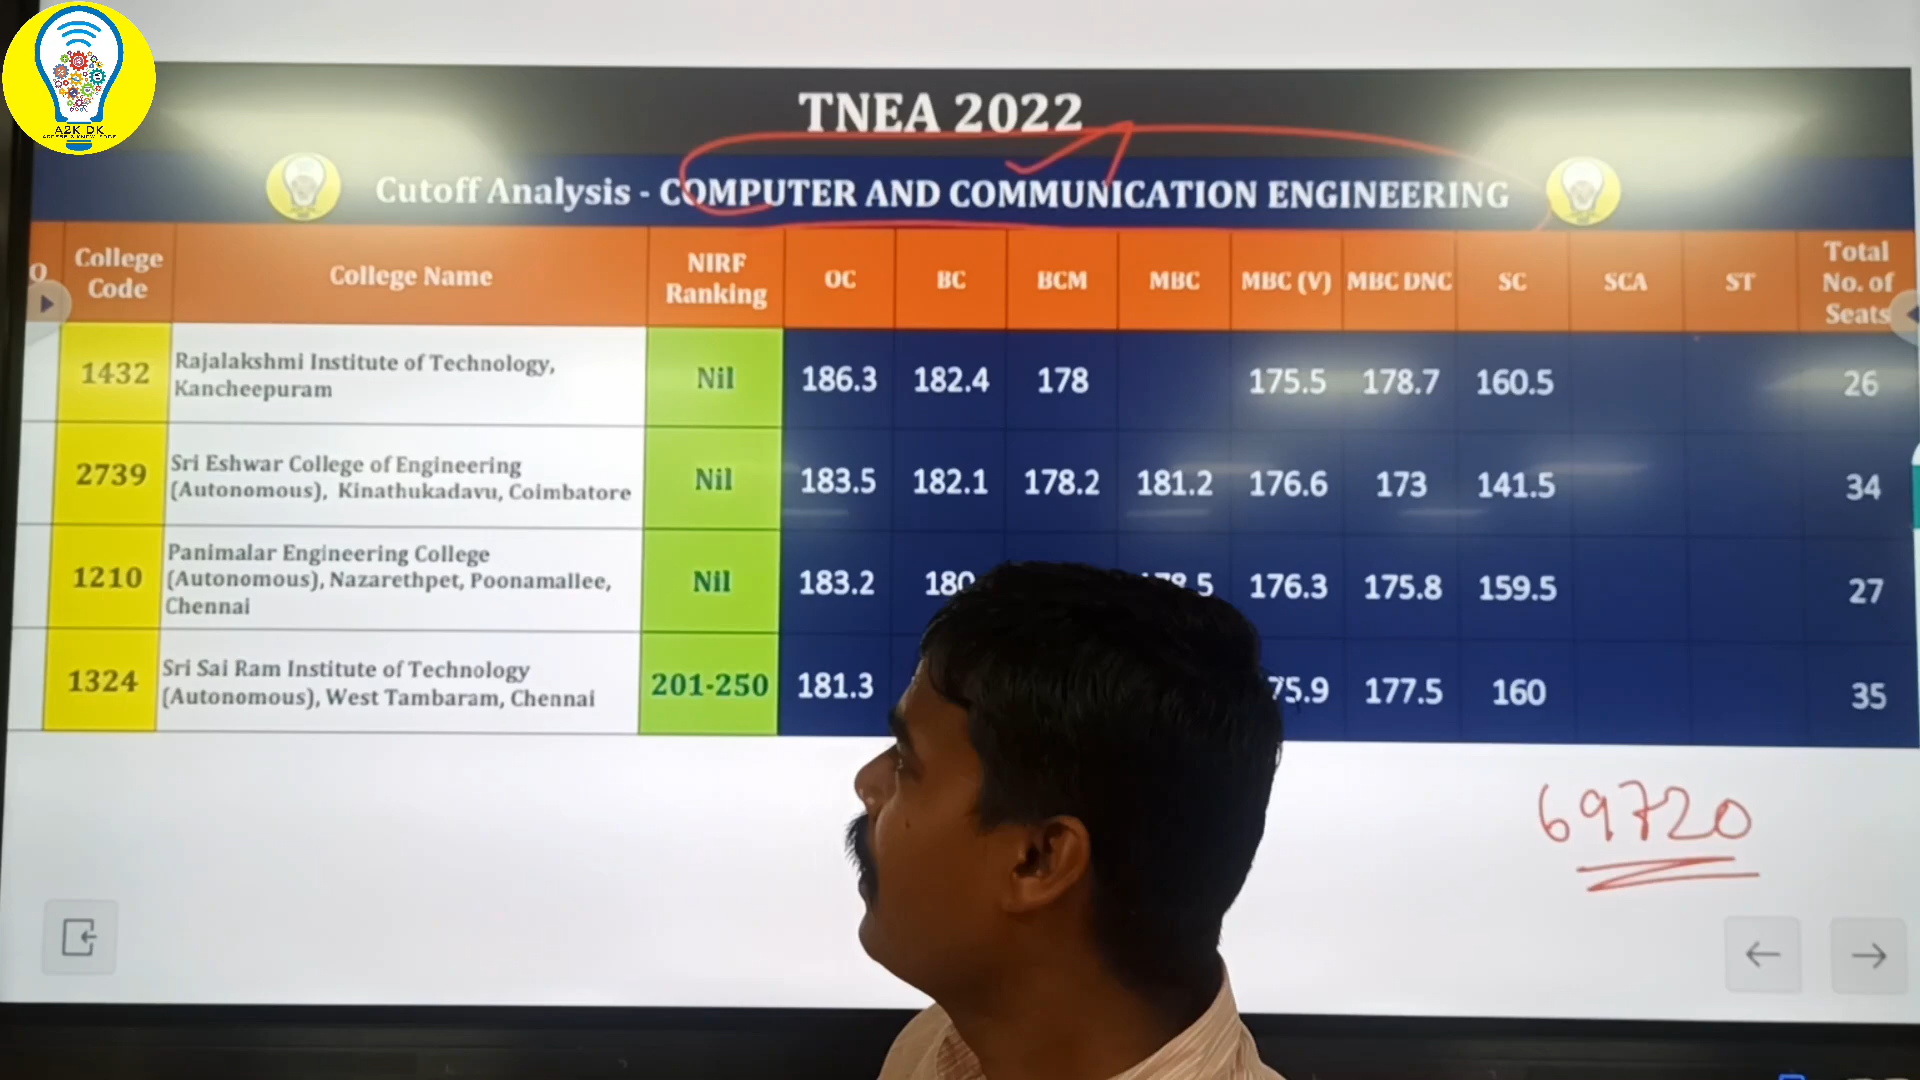 A2K DK
TNEA 2022
Cutoff Analysis - COMPUTER AND COMMUNICATION ENGINEERING
O College Code College Name NIRF Ranking OC BC BCM MBC MBC (V) MBC DNC SC SCA ST Total No. of Seats
1432 Rajalakshmi Institute of Technology, Kancheepuram Nil 186.3 182.4 178 175.5 178.7 160.5 26
2739 Sri Eshwar College of Engineering (Autonomous), Kinathukadavu, Coimbatore Nil 183.5 182.1 178.2 181.2 176.6 173 141.5 34
1210 Panimalar Engineering College (Autonomous), Nazarethpet, Poonamallee, Chennai Nil 183.2 180 176.3 175.8 159.5 27
1324 Sri Sai Ram Institute of Technology (Autonomous), West Tambaram, Chennai 201-250 181.3 75.9 177.5 160 35
69720